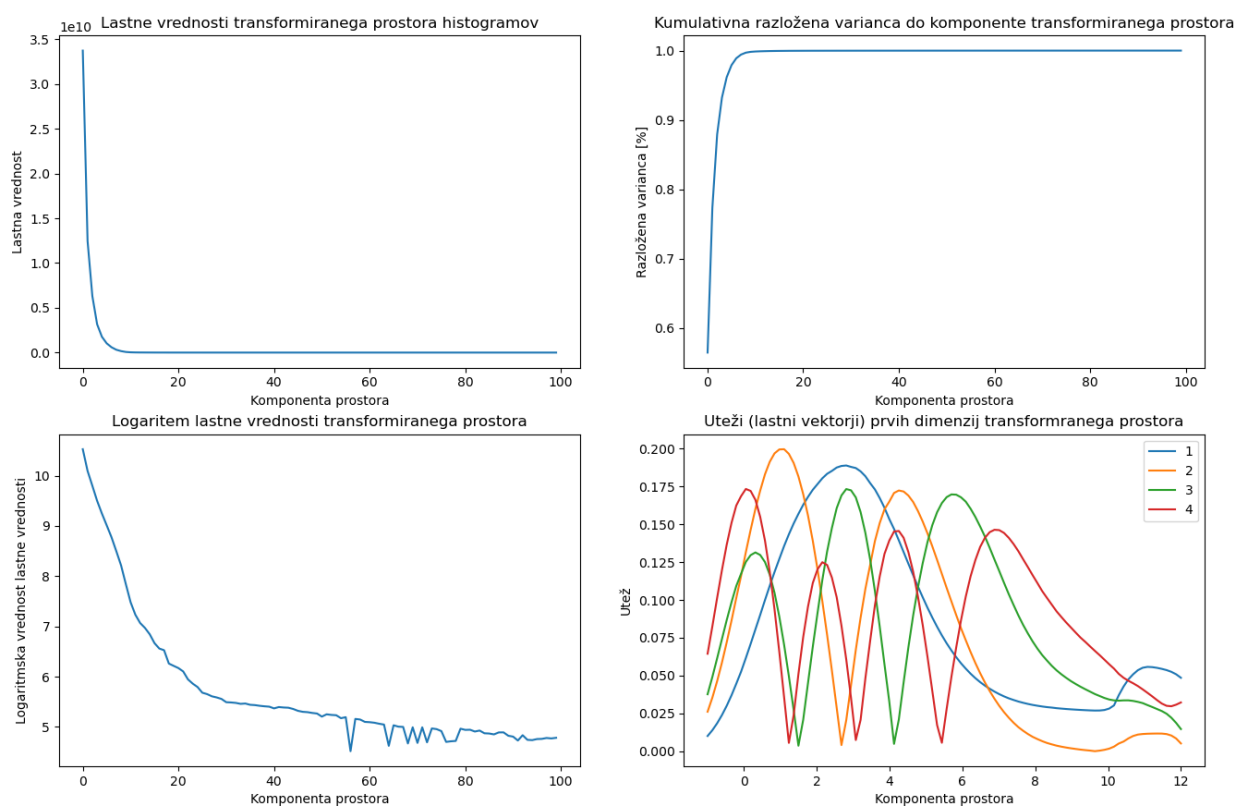 Lastne vrednosti transformiranega prostora histogramov
1e10
3.5
3.0
2.5
2.0
1.5
1.0
0.5
0.0
Lastna vrednost
0 20 40 60 80 100
Komponenta prostora
Kumulativna razložena varianca do komponente transformiranega prostora
1.0
0.9
0.8
0.7
0.6
Razložena varianca [%]
0 20 40 60 80 100
Komponenta prostora
Logaritem lastne vrednosti transformiranega prostora
10
9
8
7
6
5
Logaritmska vrednost lastne vrednosti
0 20 40 60 80 100
Komponenta prostora
Uteži (lastni vektorji) prvih dimenzij transformranega prostora
0.200
0.175
0.150
0.125
0.100
0.075
0.050
0.025
0.000
Utež
1
2
3
4
0 2 4 6 8 10 12
Komponenta prostora